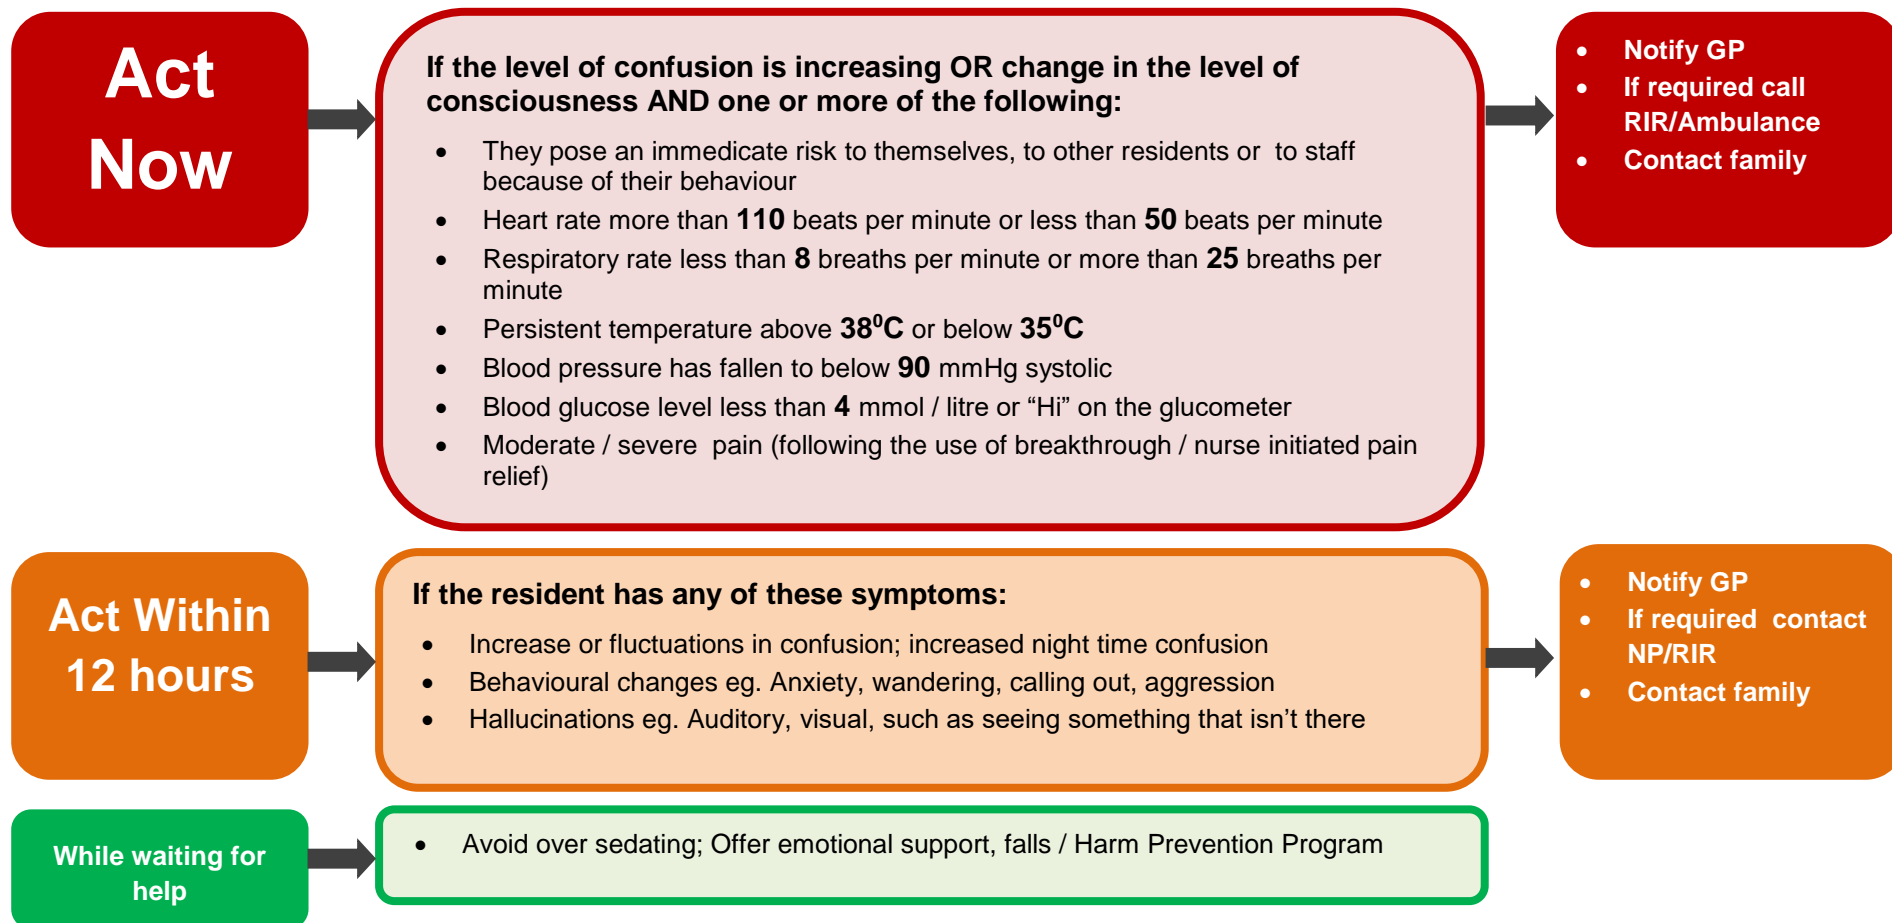 Act
Now
If the level of confusion is increasing OR change in the level of
consciousness AND one or more of the following:
• They pose an immedicate risk to themselves, to other residents or to staff
because of their behaviour
• Heart rate more than 110 beats per minute or less than 50 beats per minute
• Respiratory rate less than 8 breaths per minute or more than 25 breaths per
minute
• Persistent temperature above 38⁰C or below 35⁰C
• Blood pressure has fallen to below 90 mmHg systolic
• Blood glucose level less than 4 mmol / litre or “Hi” on the glucometer
• Moderate / severe pain (following the use of breakthrough / nurse initiated pain
relief)
• Notify GP
• If required call
RIR/Ambulance
• Contact family
Act Within
12 hours
If the resident has any of these symptoms:
• Increase or fluctuations in confusion; increased night time confusion
• Behavioural changes eg. Anxiety, wandering, calling out, aggression
• Hallucinations eg. Auditory, visual, such as seeing something that isn’t there
• Notify GP
• If required contact
NP/RIR
• Contact family
While waiting for
help
• Avoid over sedating; Offer emotional support, falls / Harm Prevention Program